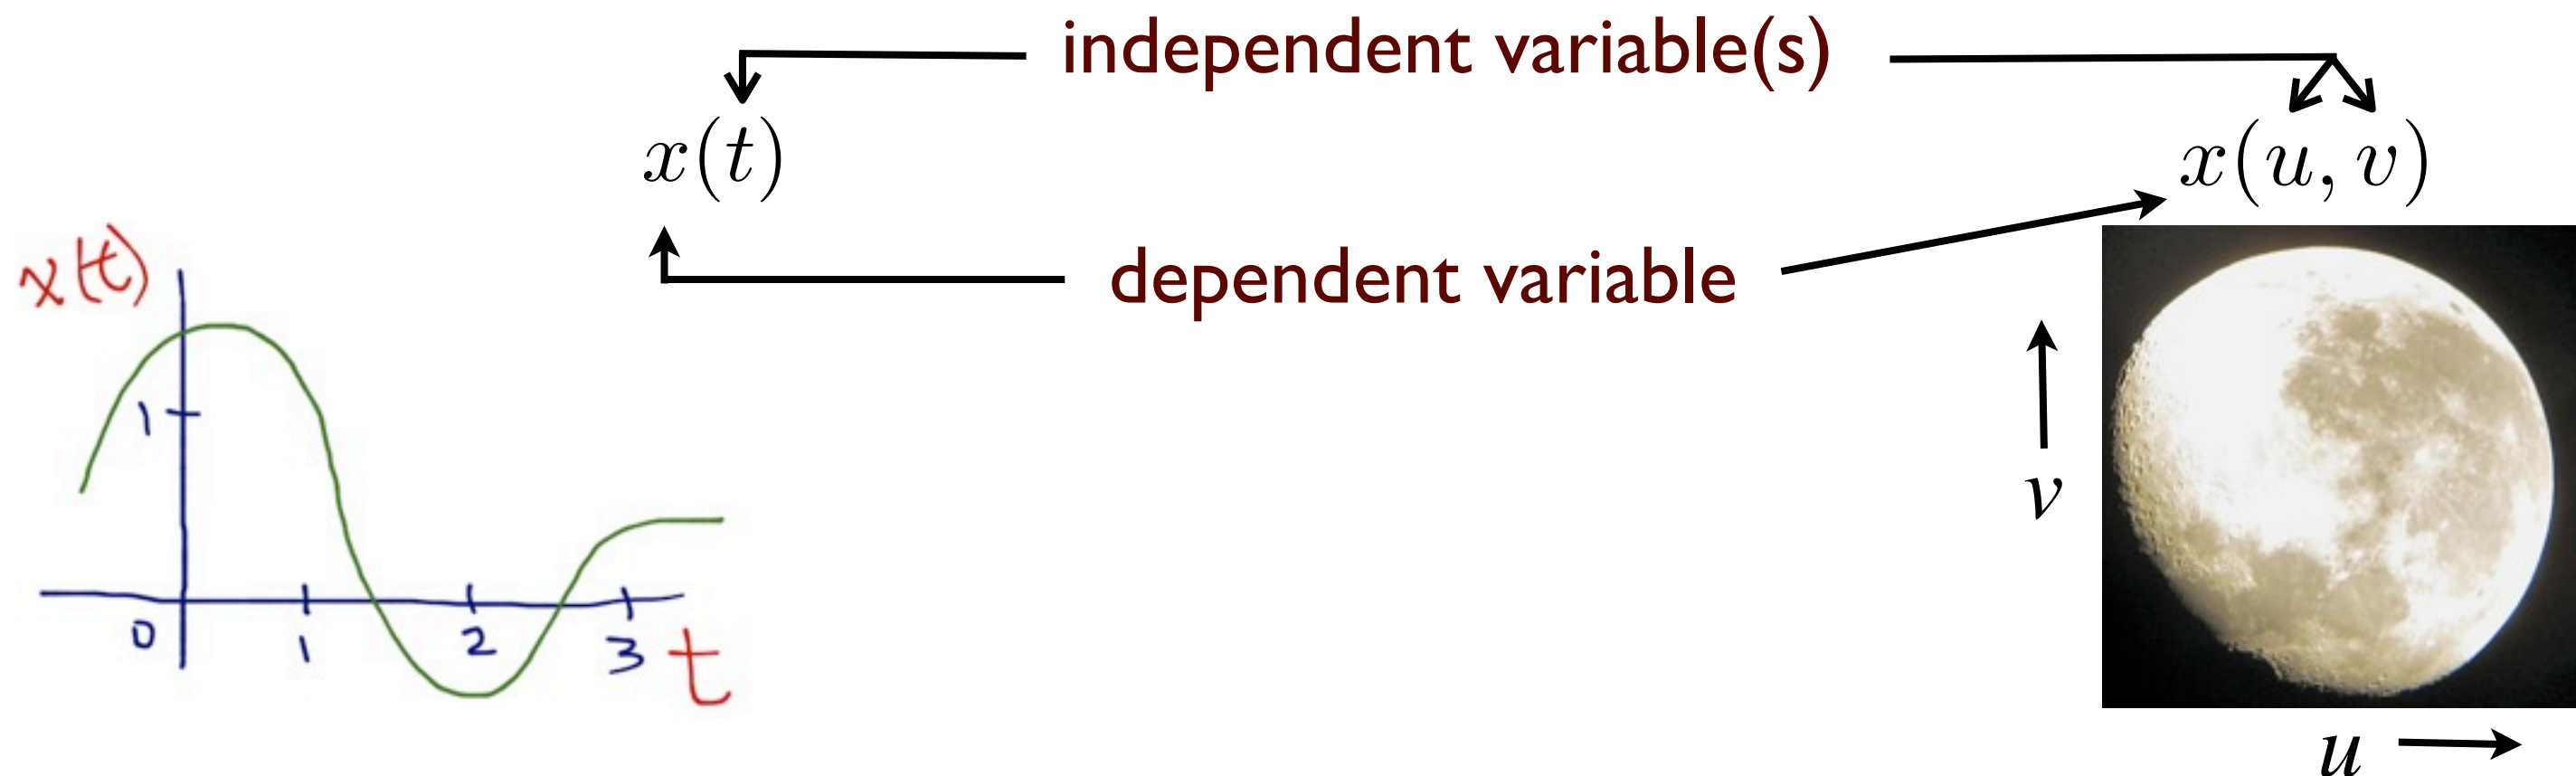 independent variable(s)
x(t)
x(u, v)
dependent variable
x(t)
1
0
1
2
3
t
v
u